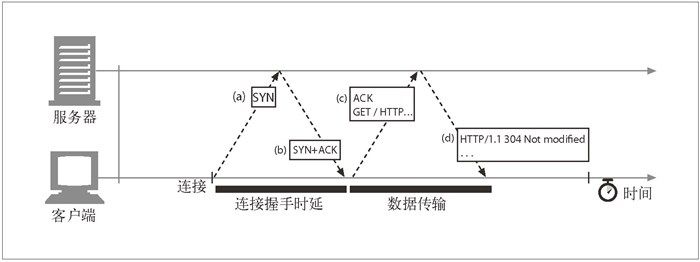 服务器
(a) SYN
(b) SYN+ACK
(c) ACK
GET / HTTP...
(d) HTTP/1.1 304 Not modified
...
连接
连接握手时延
数据传输
时间
客户端